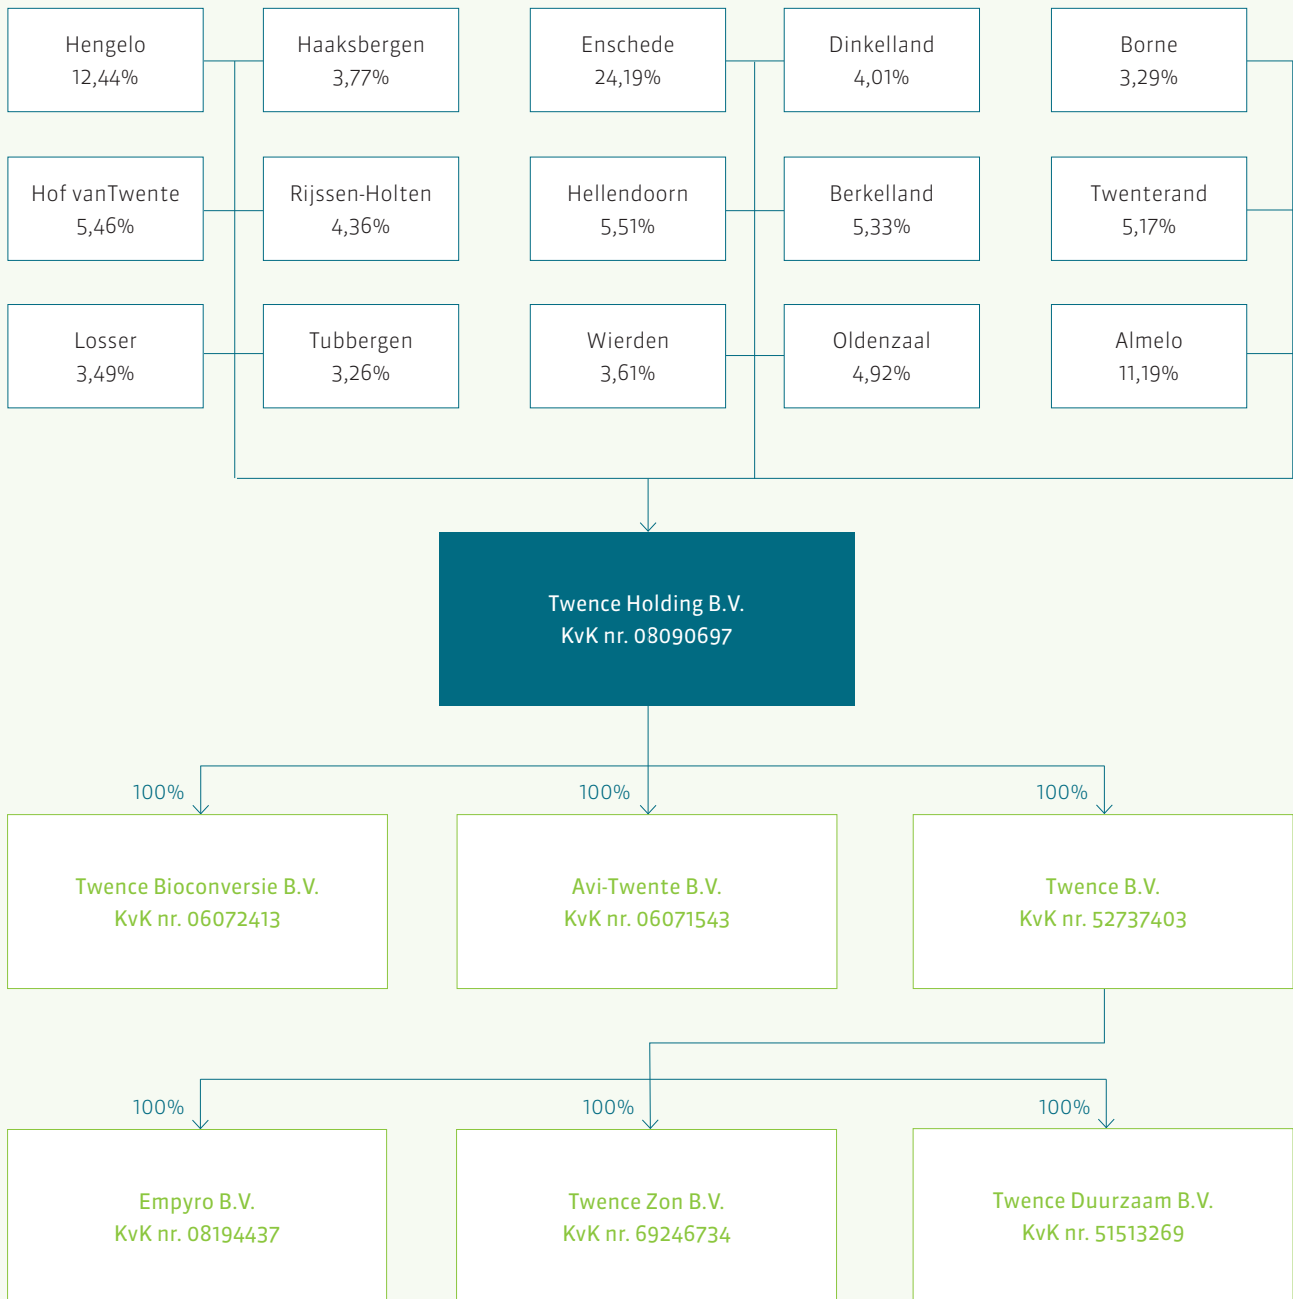 Hengelo
12,44%
Haaksbergen
3,77%
Enschede
24,19%
Dinkelland
4,01%
Borne
3,29%
Hof vanTwente
5,46%
Rijssen-Holten
4,36%
Hellendoorn
5,51%
Berkelland
5,33%
Twenterand
5,17%
Losser
3,49%
Tubbergen
3,26%
Wierden
3,61%
Oldenzaal
4,92%
Almelo
11,19%
Twence Holding B.V.
KvK nr. 08090697
100%
100%
100%
Twence Bioconversie B.V.
KvK nr. 06072413
Avi-Twente B.V.
KvK nr. 06071543
Twence B.V.
KvK nr. 52737403
100%
100%
100%
Empyro B.V.
KvK nr. 08194437
Twence Zon B.V.
KvK nr. 69246734
Twence Duurzaam B.V.
KvK nr. 51513269